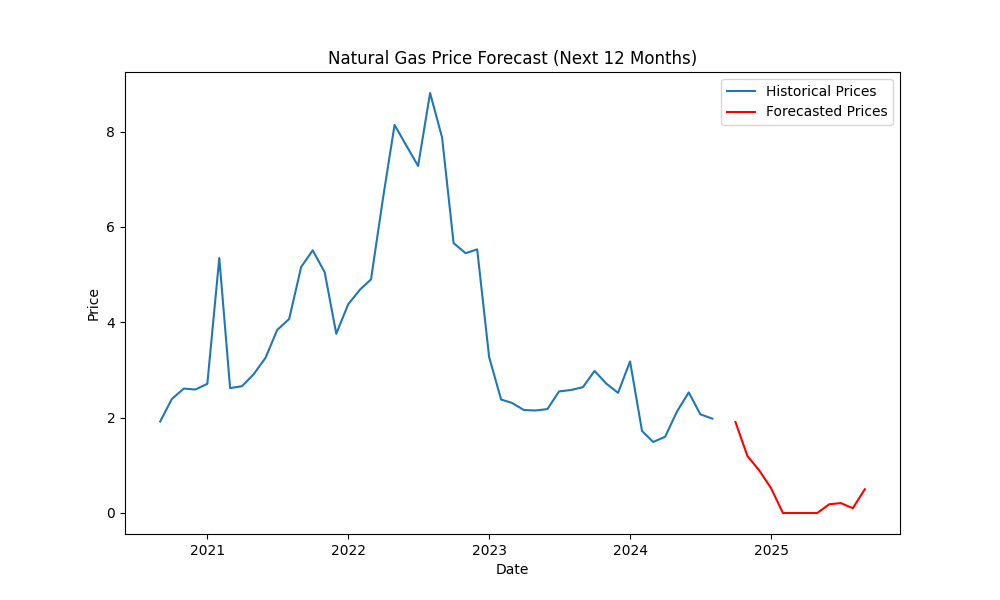 Natural Gas Price Forecast (Next 12 Months)
Historical Prices
Forecasted Prices
Price
8
6
4
2
0
2021 2022 2023 2024 2025
Date